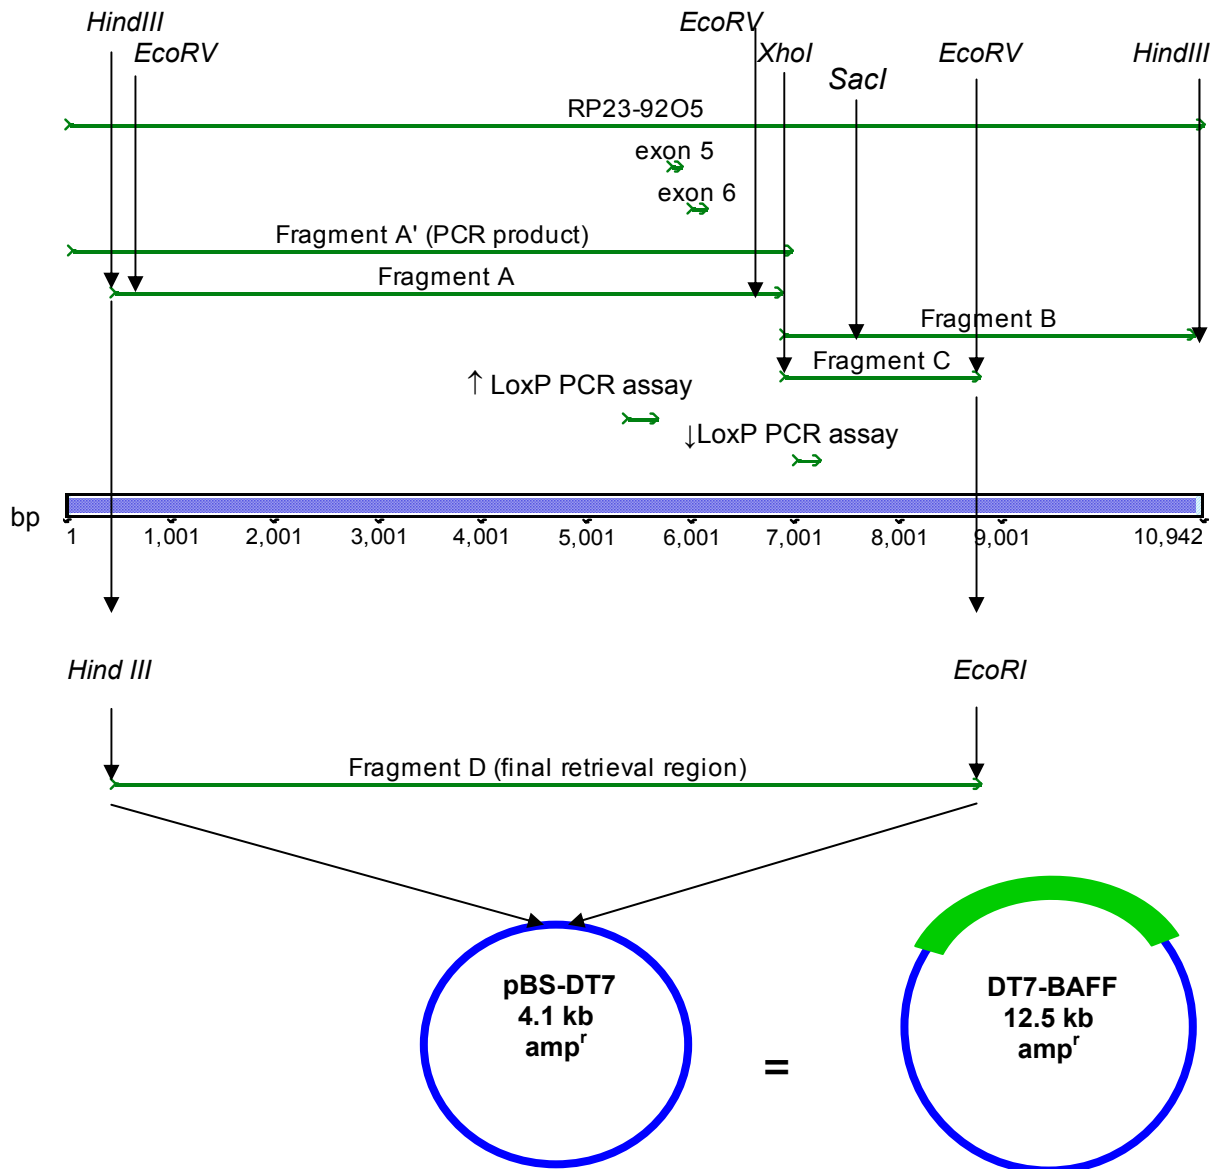 HindIII
EcoRV
EcoRV
XhoI
SacI
EcoRV
HindIII
RP23-92O5
exon 5
exon 6
Fragment A' (PCR product)
Fragment A
Fragment B
Fragment C
↑ LoxP PCR assay
↓LoxP PCR assay
bp
1 1,001 2,001 3,001 4,001 5,001 6,001 7,001 8,001 9,001 10,942
Hind III
EcoRI
Fragment D (final retrieval region)
pBS-DT7
4.1 kb
ampʳ
=
DT7-BAFF
12.5 kb
ampʳ